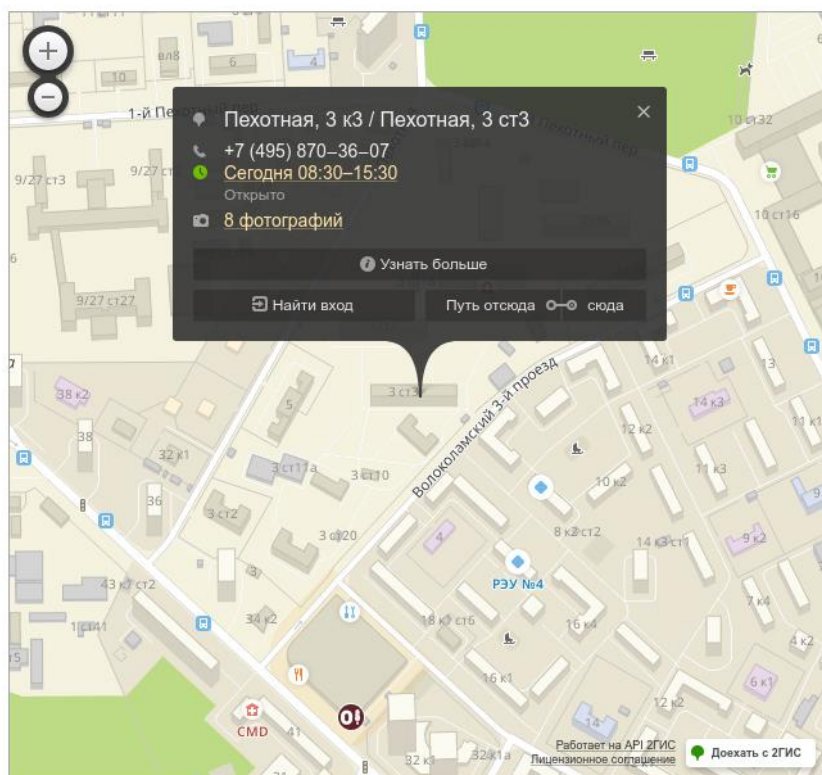 вл8
6
4
10
1-й Пехотный пер
Пехотная, 3 к3 / Пехотная, 3 ст3
+7 (495) 870–36–07
Сегодня 08:30–15:30
Открыто
8 фотографий
Узнать больше
Найти вход
Путь отсюда
сюда
10 ст32
9/27 ст3
10 ст16
9/27 ст27
Волоколамский 3-й проезд
14 к1
13
38 к2
5
3 ст3
14 к3
38
12 к2
32 к1
11 к3
3 ст11а
3 ст10
10 к2
36
3 ст2
3 ст20
4
8 к2 ст2
14 к3 ст1
9 к2
РЭУ №4
43 к1 ст2
3
7 к4
34 к2
18 к1 ст6
16 к4
4 к2
16 к1
6 к1
CMD
41
12 к2
14
32 к1
32 к1а
Работает на API 2ГИС
Лицензионное соглашение
Доехать с 2ГИС